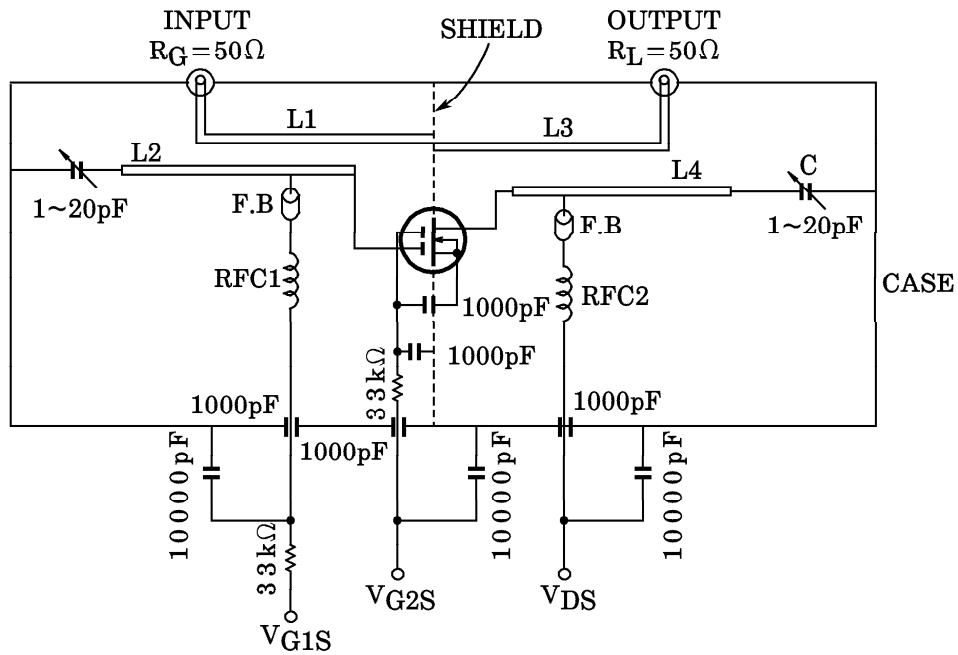 INPUT
R_G=50Ω
SHIELD
OUTPUT
R_L=50Ω
L1
L3
L2
L4
C
1~20pF
F.B
F.B
1~20pF
RFC1
RFC2
CASE
1000pF
1000pF
33kΩ
1000pF
1000pF
1000pF
10000pF
10000pF
10000pF
33kΩ
V_G2S
V_DS
V_G1S